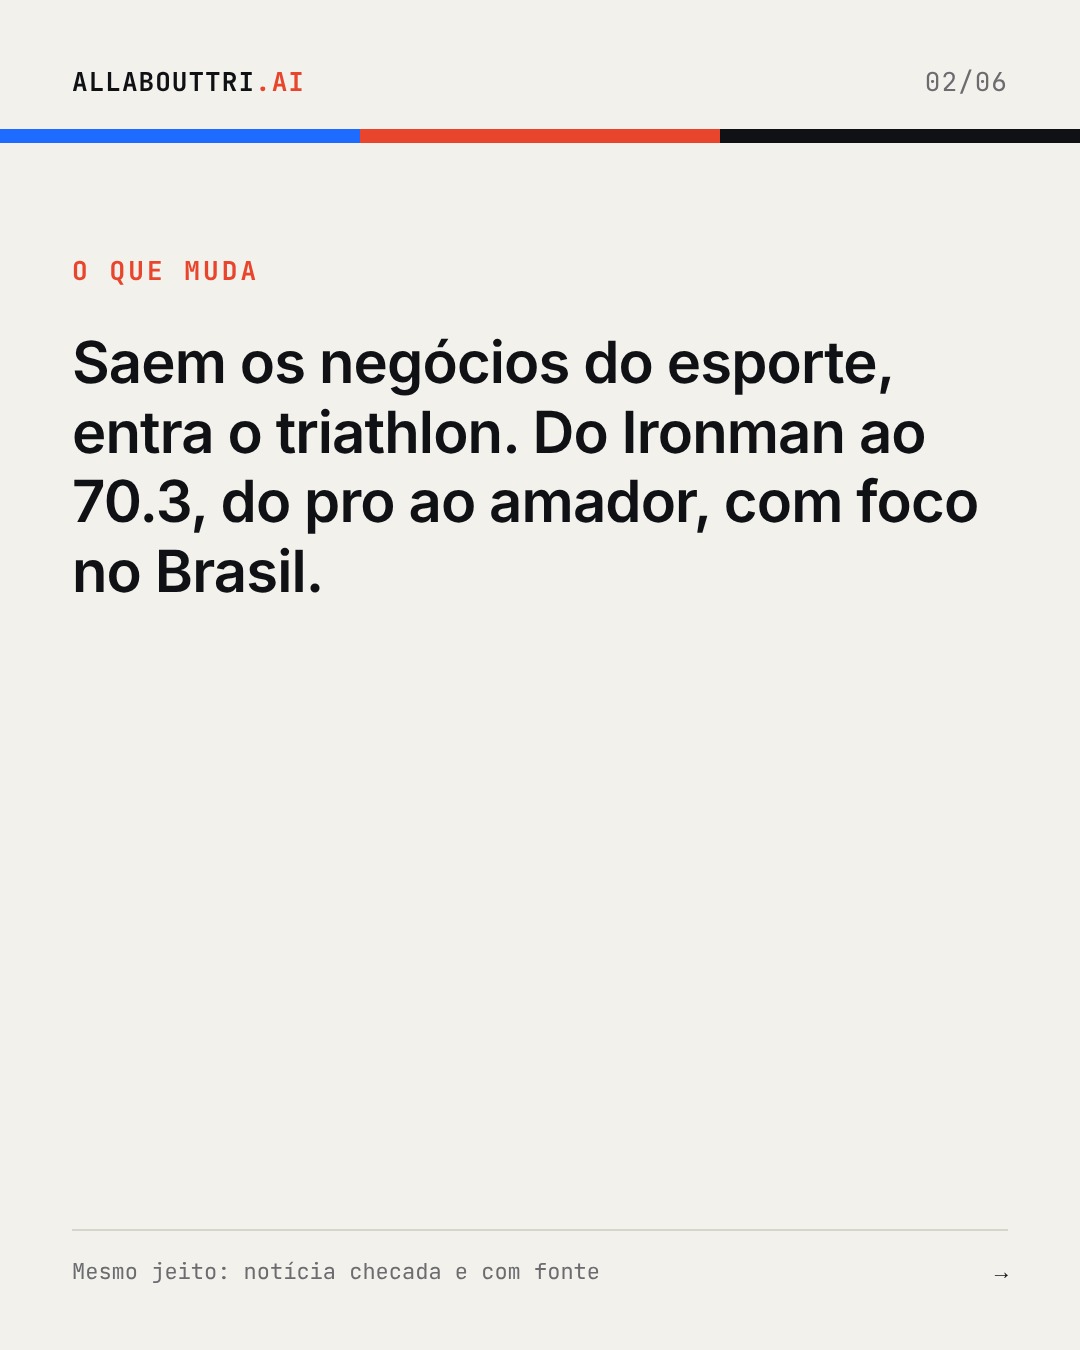 ALLABOUTTRI.AI
02/06
O QUE MUDA
Saem os negócios do esporte,
entra o triathlon. Do Ironman ao
70.3, do pro ao amador, com foco
no Brasil.
Mesmo jeito: notícia checada e com fonte
→